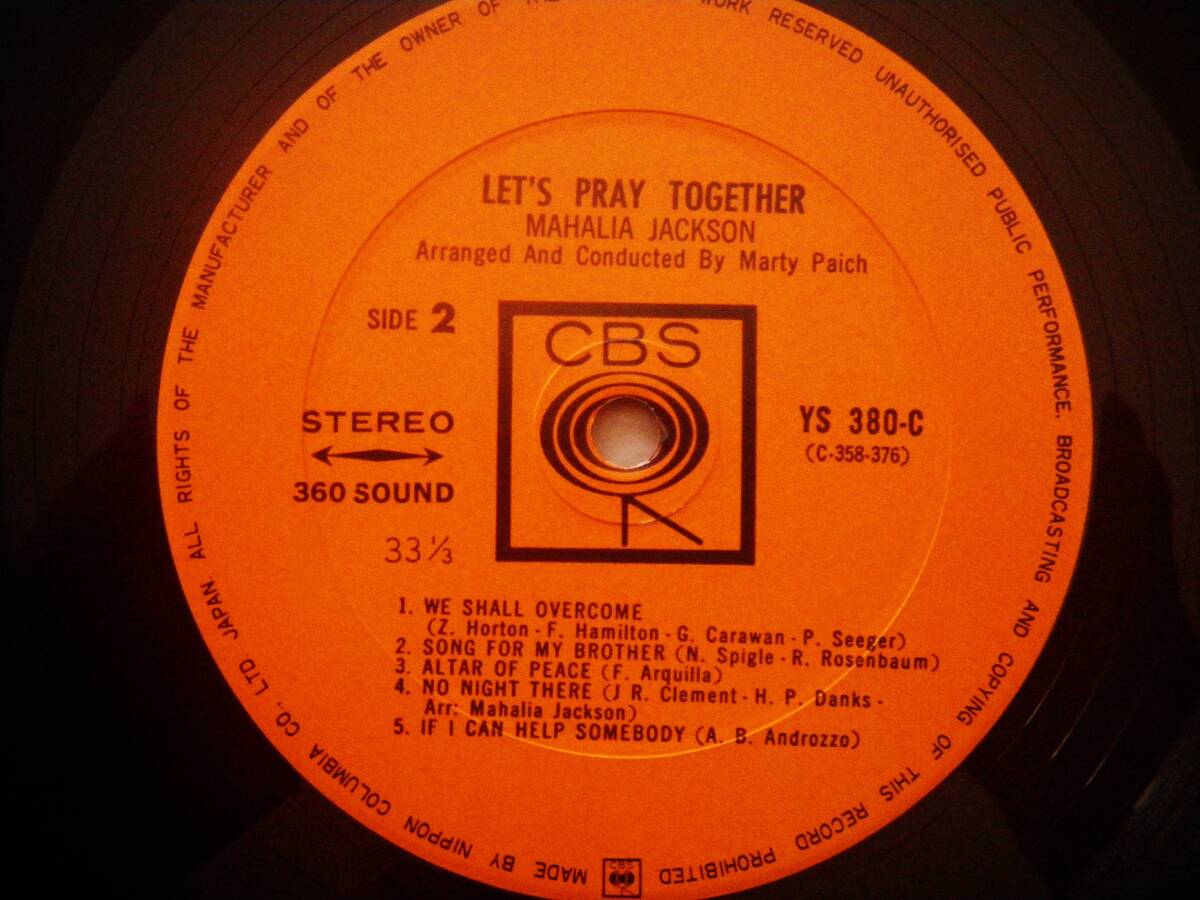 LET'S PRAY TOGETHER
MAHALIA JACKSON
Arranged And Conducted By Marty Paich
SIDE 2
CBS
STEREO
360 SOUND
33 1/3
YS 380-C
(C-358-376)
1. WE SHALL OVERCOME
(Z. Horton - F. Hamilton - G. Carawan - P. Seeger)
2. SONG FOR MY BROTHER (N. Spigle - R. Rosenbaum)
3. ALTAR OF PEACE (F. Arquilla)
4. NO NIGHT THERE (J R. Clement - H. P. Danks -
Arr: Mahalia Jackson)
5. IF I CAN HELP SOMEBODY (A. B. Androzzo)
MADE BY NIPPON COLUMBIA CO., LTD. JAPAN. ALL RIGHTS OF THE MANUFACTURER AND OF THE OWNER OF THE WORK RESERVED UNAUTHORISED PUBLIC PERFORMANCE. BROADCASTING AND COPYING OF THIS RECORD PROHIBITED
CBS